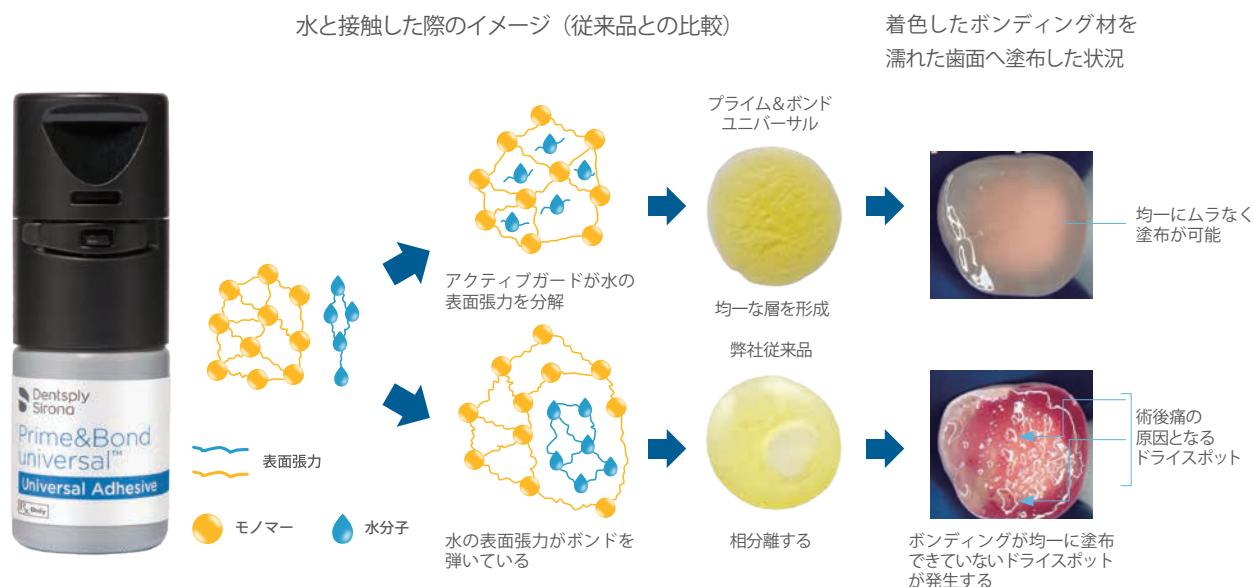 水と接触した際のイメージ（従来品との比較）
着色したボンディング材を
濡れた歯面へ塗布した状況
プライム＆ボンド
ユニバーサル
アクティブガードが水の
表面張力を分解
均一な層を形成
均一にムラなく
塗布が可能
弊社従来品
Dentsply
Sirona
Prime&Bond
universal™
Universal Adhesive
Rx Only
表面張力
モノマー
水分子
水の表面張力がボンドを
弾いている
相分離する
術後痛の
原因となる
ドライスポット
ボンディングが均一に塗布
できていないドライスポット
が発生する